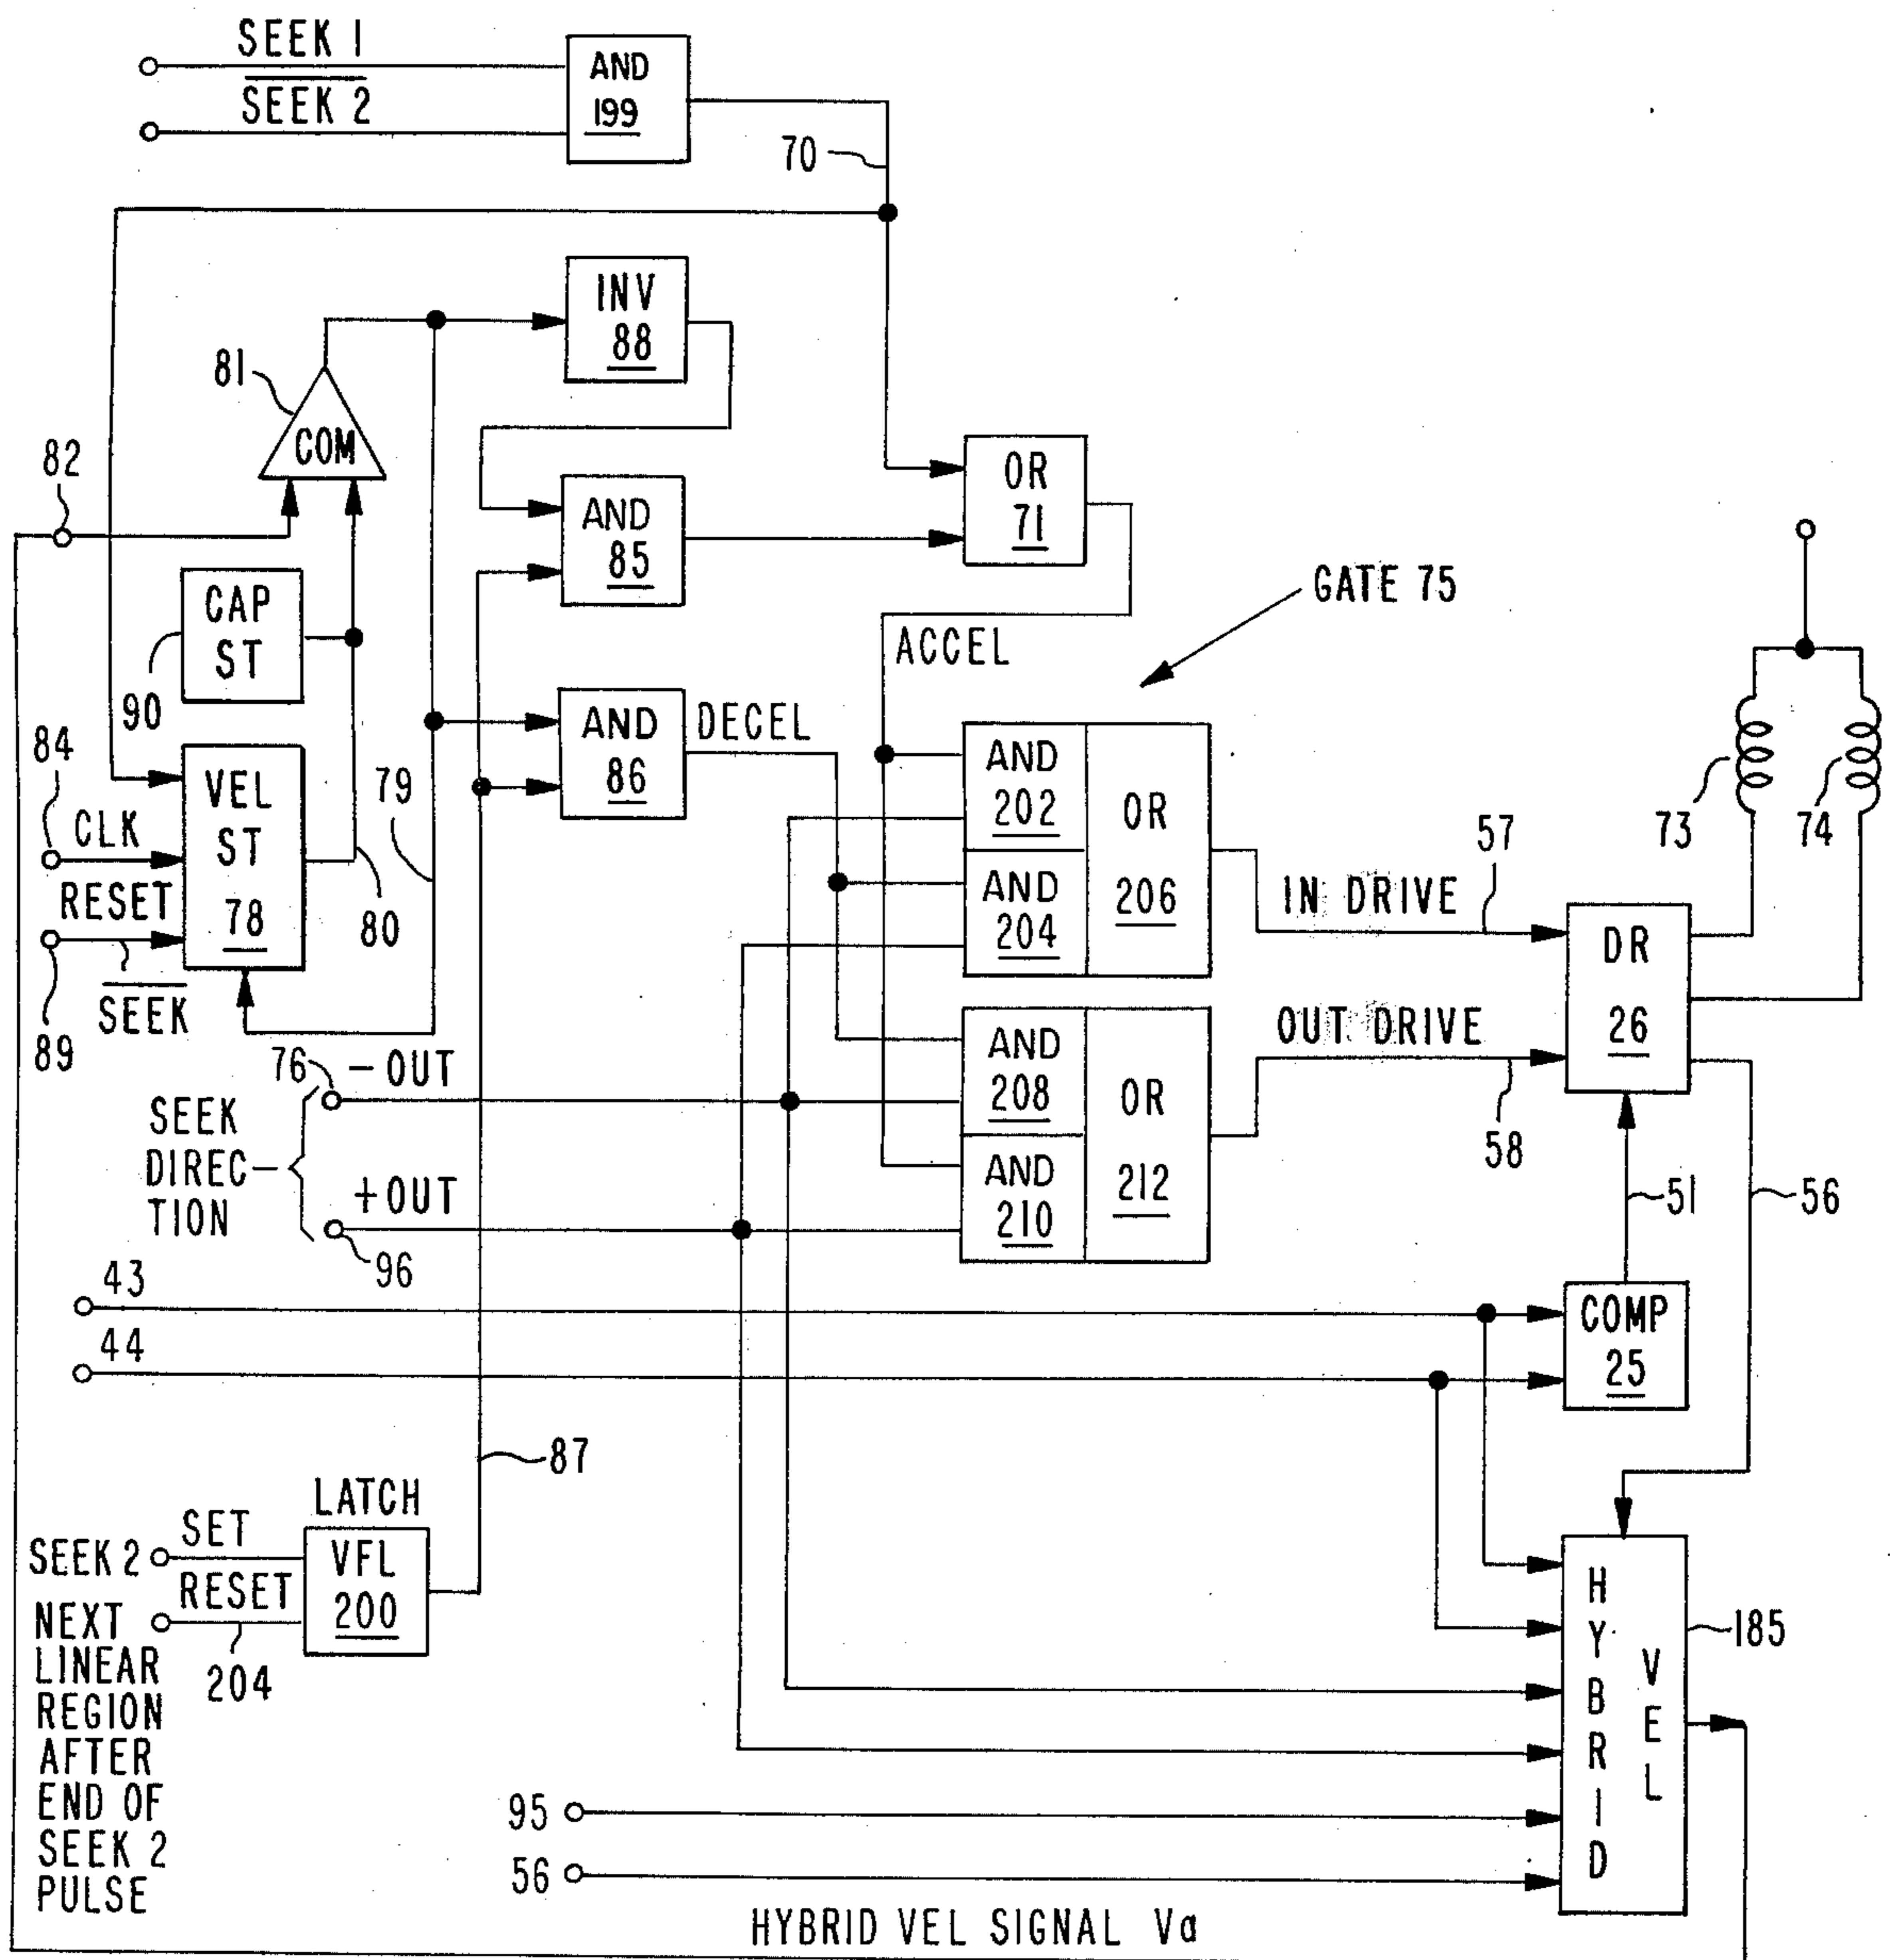 SEEK 1
SEEK 2
AND
199
70
INV
88
81
COM
82
AND
85
OR
71
GATE 75
CAP
ST
90
ACCEL
84
CLK
RESET
VEL
ST
78
79
80
AND
86
DECEL
AND
202
AND
204
OR
206
57
IN DRIVE
73
74
DR
26
SEEK
89
76
-OUT
SEEK
DIREC-
TION
+OUT
96
AND
208
AND
210
OR
212
OUT DRIVE
58
51
56
43
44
COMP
25
87
LATCH
SEEK 2
SET
RESET
VFL
200
204
NEXT
LINEAR
REGION
AFTER
END OF
SEEK 2
PULSE
HYBRID
VEL
185
95
56
HYBRID VEL SIGNAL Va